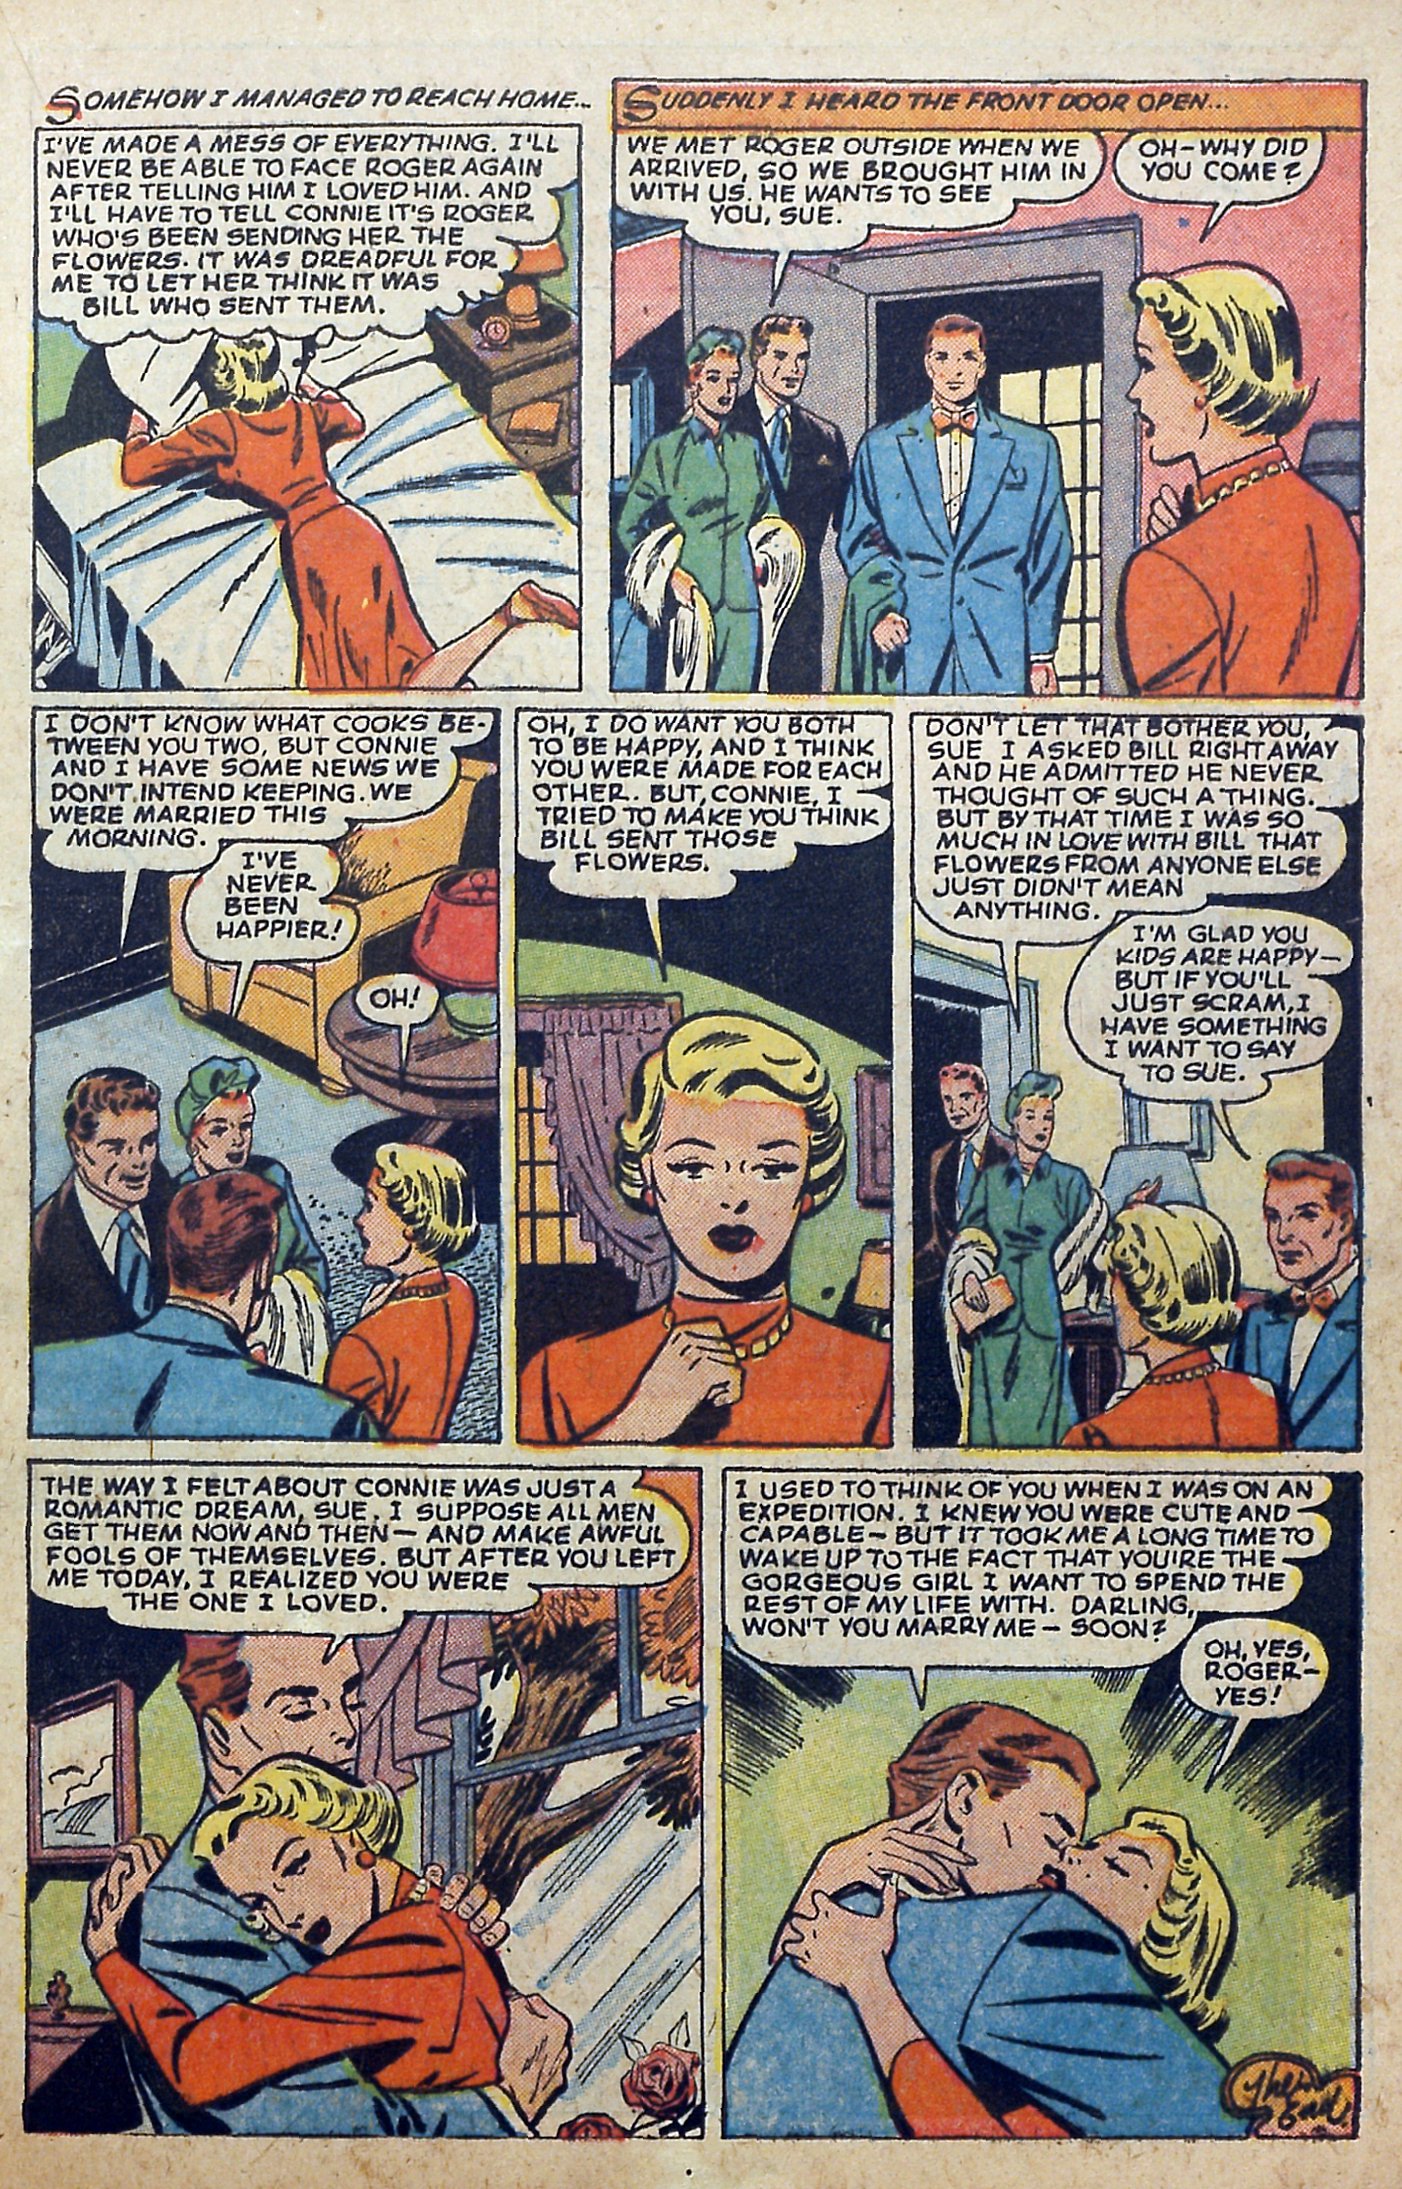 SOMEHOW I MANAGED TO REACH HOME...
I'VE MADE A MESS OF EVERYTHING. I'LL
NEVER BE ABLE TO FACE ROGER AGAIN
AFTER TELLING HIM I LOVED HIM. AND
I'LL HAVE TO TELL CONNIE IT'S ROGER
WHO'S BEEN SENDING HER THE
FLOWERS. IT WAS DREADFUL FOR
ME TO LET HER THINK IT WAS
BILL WHO SENT THEM.
SUDDENLY I HEARD THE FRONT DOOR OPEN...
WE MET ROGER OUTSIDE WHEN WE
ARRIVED, SO WE BROUGHT HIM IN
WITH US. HE WANTS TO SEE
YOU, SUE.
OH-WHY DID
YOU COME?
I DON'T KNOW WHAT COOKS BE-
TWEEN YOU TWO, BUT CONNIE
AND I HAVE SOME NEWS WE
DON'T INTEND KEEPING. WE
WERE MARRIED THIS
MORNING.
I'VE
NEVER
BEEN
HAPPIER!
OH!
OH, I DO WANT YOU BOTH
TO BE HAPPY, AND I THINK
YOU WERE MADE FOR EACH
OTHER. BUT, CONNIE, I
TRIED TO MAKE YOU THINK
BILL SENT THOSE
FLOWERS.
DON'T LET THAT BOTHER YOU,
SUE I ASKED BILL RIGHT AWAY
AND HE ADMITTED HE NEVER
THOUGHT OF SUCH A THING.
BUT BY THAT TIME I WAS SO
MUCH IN LOVE WITH BILL THAT
FLOWERS FROM ANYONE ELSE
JUST DIDN'T MEAN
ANYTHING.
I'M GLAD YOU
KIDS ARE HAPPY-
BUT IF YOU'LL
JUST SCRAM, I
HAVE SOMETHING
I WANT TO SAY
TO SUE.
THE WAY I FELT ABOUT CONNIE WAS JUST A
ROMANTIC DREAM, SUE. I SUPPOSE ALL MEN
GET THEM NOW AND THEN- AND MAKE AWFUL
FOOLS OF THEMSELVES. BUT AFTER YOU LEFT
ME TODAY, I REALIZED YOU WERE
THE ONE I LOVED.
I USED TO THINK OF YOU WHEN I WAS ON AN
EXPEDITION. I KNEW YOU WERE CUTE AND
CAPABLE- BUT IT TOOK ME A LONG TIME TO
WAKE UP TO THE FACT THAT YOU'RE THE
GORGEOUS GIRL I WANT TO SPEND THE
REST OF MY LIFE WITH. DARLING,
WON'T YOU MARRY ME- SOON?
OH, YES,
ROGER-
YES!
The
End